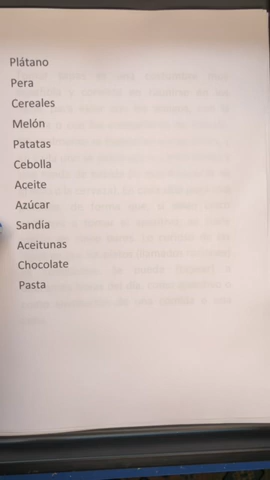 Plátano
Pera
Cereales
Melón
Patatas
Cebolla
Aceite
Azúcar
Sandía
Aceitunas
Chocolate
Pasta